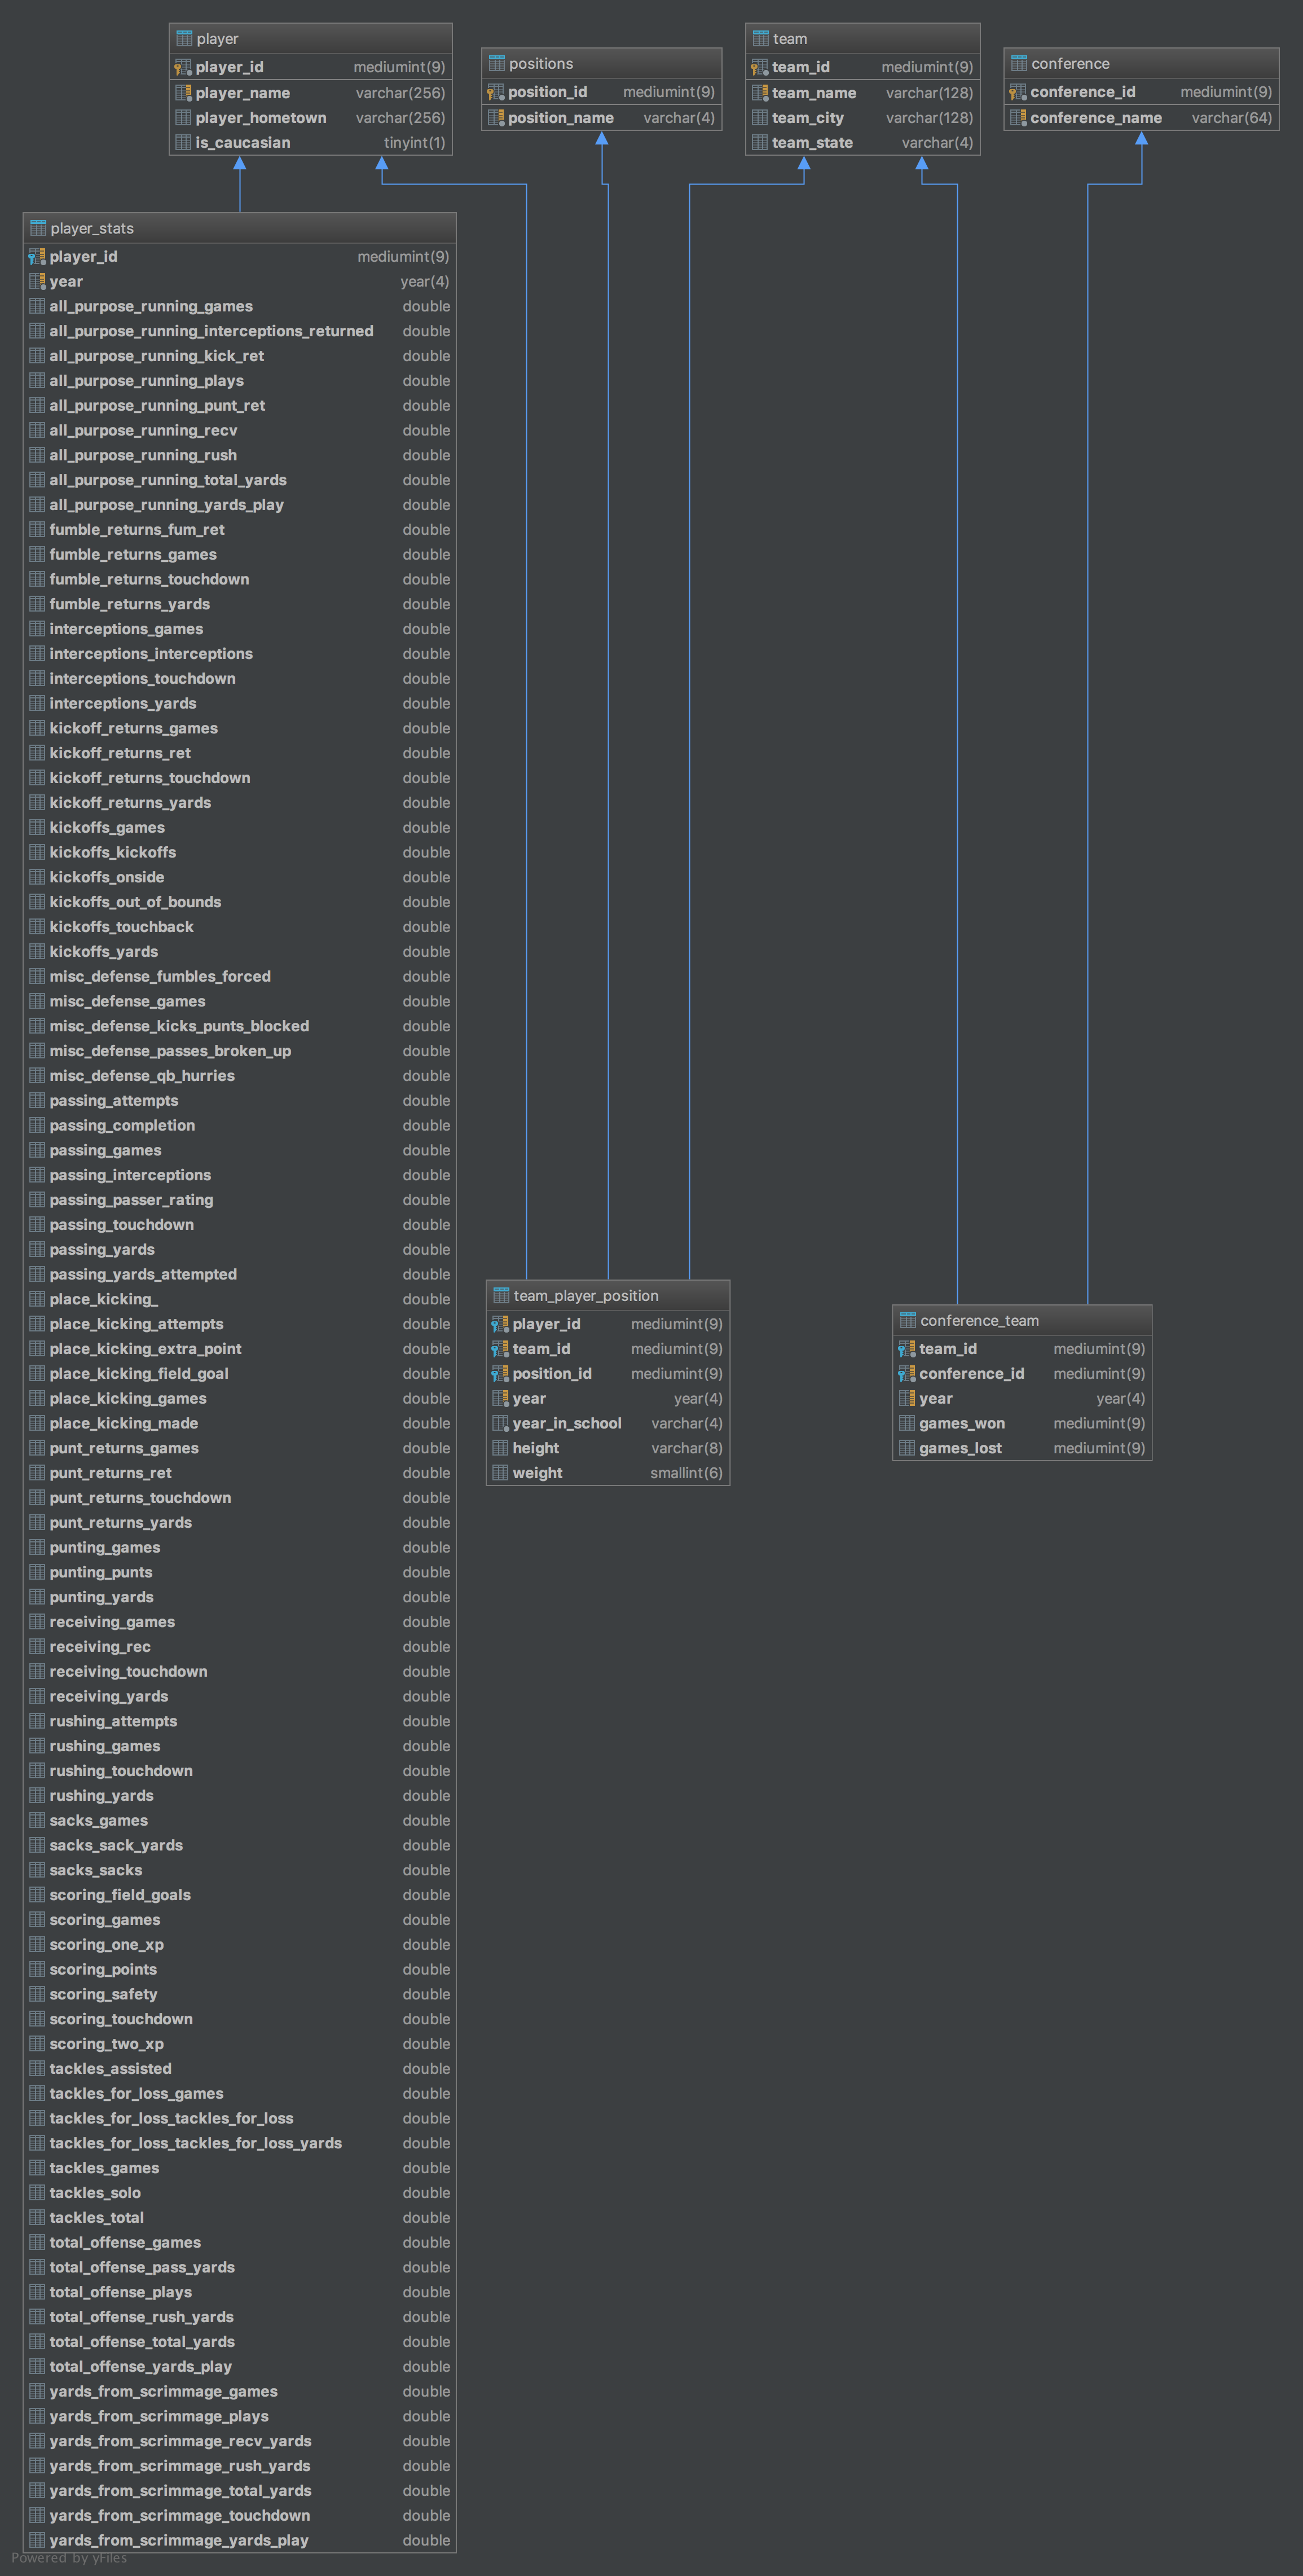 player
player_id mediumint(9)
player_name varchar(256)
player_hometown varchar(256)
is_caucasian tinyint(1)
positions
position_id mediumint(9)
position_name varchar(4)
team
team_id mediumint(9)
team_name varchar(128)
team_city varchar(128)
team_state varchar(4)
conference
conference_id mediumint(9)
conference_name varchar(64)
player_stats
player_id mediumint(9)
year year(4)
all_purpose_running_games double
all_purpose_running_interceptions_returned double
all_purpose_running_kick_ret double
all_purpose_running_plays double
all_purpose_running_punt_ret double
all_purpose_running_recv double
all_purpose_running_rush double
all_purpose_running_total_yards double
all_purpose_running_yards_play double
fumble_returns_fum_ret double
fumble_returns_games double
fumble_returns_touchdown double
fumble_returns_yards double
interceptions_games double
interceptions_interceptions double
interceptions_touchdown double
interceptions_yards double
kickoff_returns_games double
kickoff_returns_ret double
kickoff_returns_touchdown double
kickoff_returns_yards double
kickoffs_games double
kickoffs_kickoffs double
kickoffs_onside double
kickoffs_out_of_bounds double
kickoffs_touchback double
kickoffs_yards double
misc_defense_fumbles_forced double
misc_defense_games double
misc_defense_kicks_punts_blocked double
misc_defense_passes_broken_up double
misc_defense_qb_hurries double
passing_attempts double
passing_completion double
passing_games double
passing_interceptions double
passing_passer_rating double
passing_touchdown double
passing_yards double
passing_yards_attempted double
place_kicking_ double
place_kicking_attempts double
place_kicking_extra_point double
place_kicking_field_goal double
place_kicking_games double
place_kicking_made double
punt_returns_games double
punt_returns_ret double
punt_returns_touchdown double
punt_returns_yards double
punting_games double
punting_punts double
punting_yards double
receiving_games double
receiving_rec double
receiving_touchdown double
receiving_yards double
rushing_attempts double
rushing_games double
rushing_touchdown double
rushing_yards double
sacks_games double
sacks_sack_yards double
sacks_sacks double
scoring_field_goals double
scoring_games double
scoring_one_xp double
scoring_points double
scoring_safety double
scoring_touchdown double
scoring_two_xp double
tackles_assisted double
tackles_for_loss_games double
tackles_for_loss_tackles_for_loss double
tackles_for_loss_tackles_for_loss_yards double
tackles_games double
tackles_solo double
tackles_total double
total_offense_games double
total_offense_pass_yards double
total_offense_plays double
total_offense_rush_yards double
total_offense_total_yards double
total_offense_yards_play double
yards_from_scrimmage_games double
yards_from_scrimmage_plays double
yards_from_scrimmage_recv_yards double
yards_from_scrimmage_rush_yards double
yards_from_scrimmage_total_yards double
yards_from_scrimmage_touchdown double
yards_from_scrimmage_yards_play double
team_player_position
player_id mediumint(9)
team_id mediumint(9)
position_id mediumint(9)
year year(4)
year_in_school varchar(4)
height varchar(8)
weight smallint(6)
conference_team
team_id mediumint(9)
conference_id mediumint(9)
year year(4)
games_won mediumint(9)
games_lost mediumint(9)
Powered by yFiles